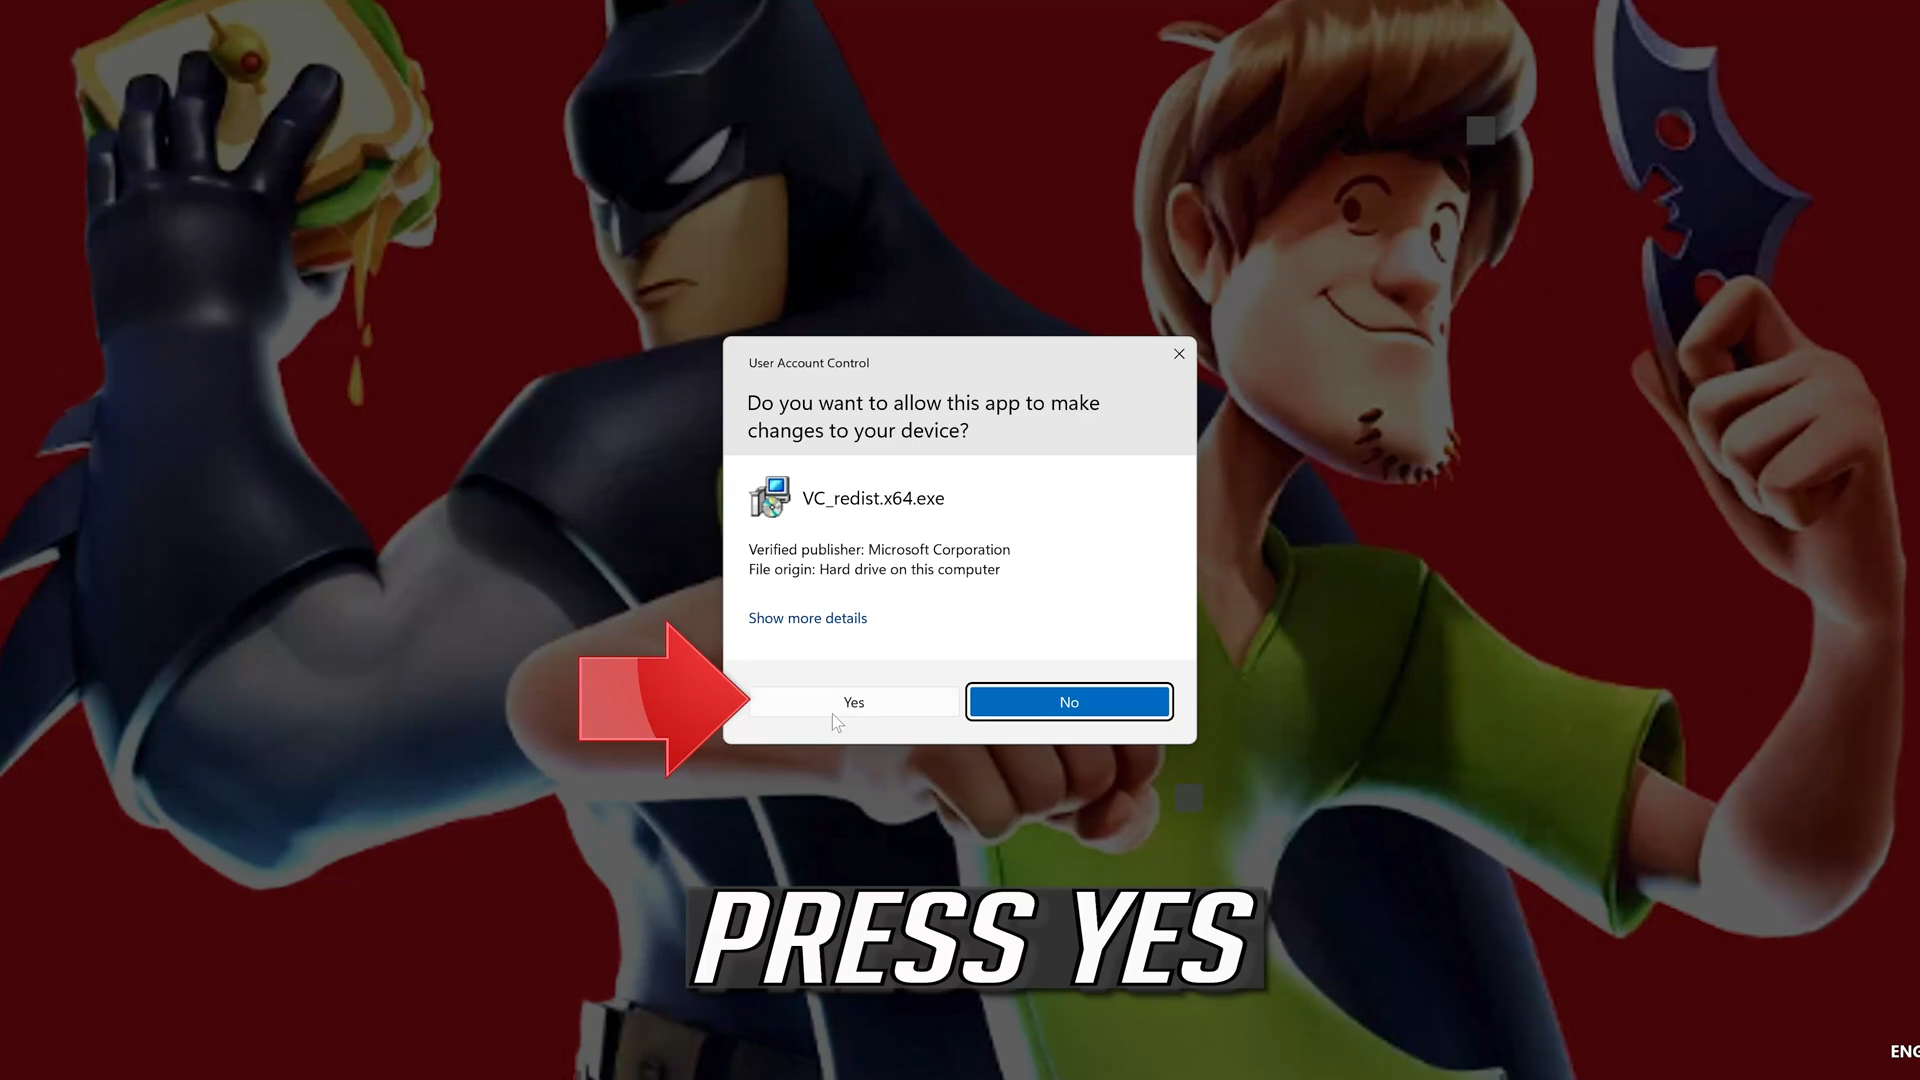 User Account Control
Do you want to allow this app to make
changes to your device?
VC_redist.x64.exe
Verified publisher: Microsoft Corporation
File origin: Hard drive on this computer
Show more details
Yes
No
PRESS YES
ENG